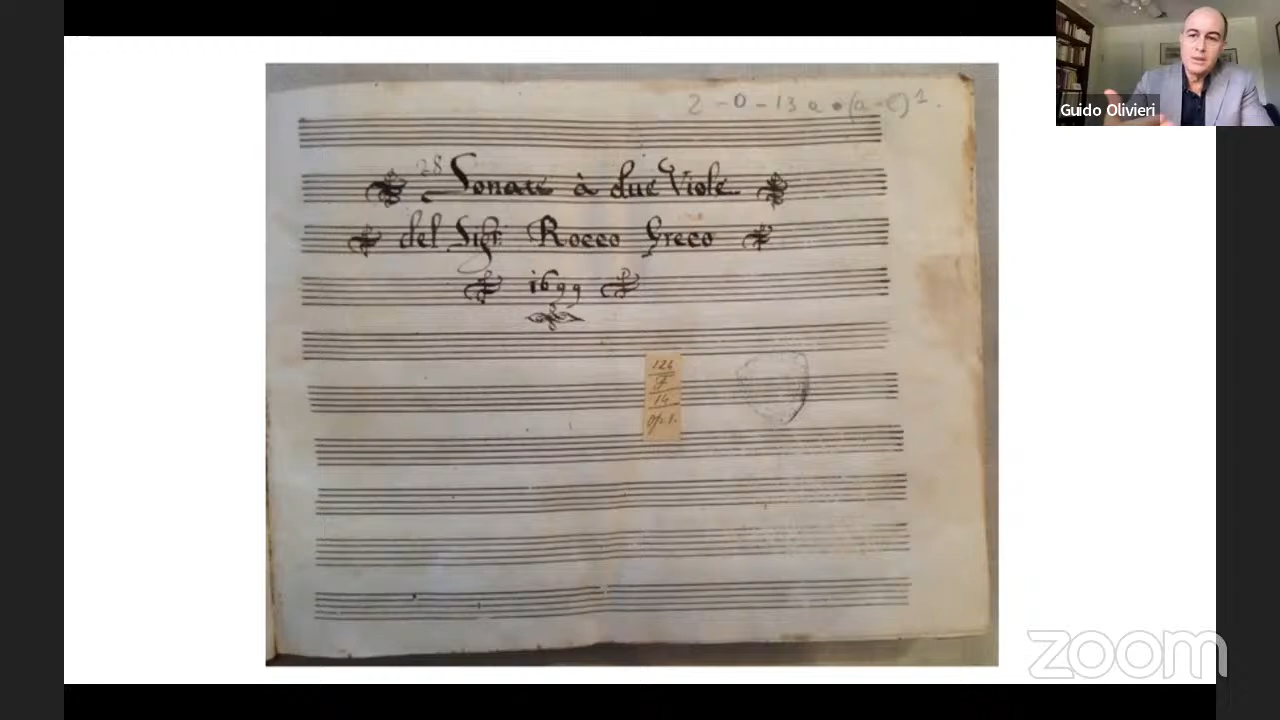 2-0-13 a • (a-e)¹.
28 Sonate à due Viole
del Sigr. Rocco Greco
1699
126
F
14
Op. 1.
Guido Olivieri
zoom